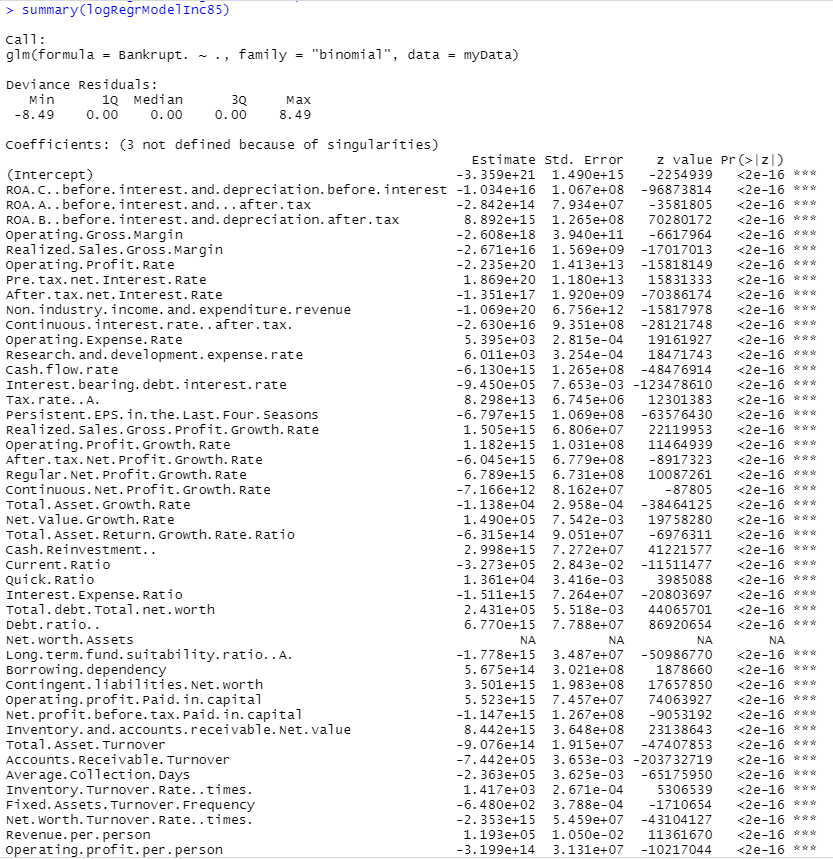 > summary(logRegrModelInc85)
Call:
glm(formula = Bankrupt. ~ ., family = "binomial", data = myData)
Deviance Residuals:
Min 1Q Median 3Q Max
-8.49 0.00 0.00 0.00 8.49
Coefficients: (3 not defined because of singularities)
Estimate Std. Error z value Pr(>|z|)
(Intercept) -3.359e+21 1.490e+15 -2254939 <2e-16 ***
ROA.C..before.interest.and.depreciation.before.interest -1.034e+16 1.067e+08 -96873814 <2e-16 ***
ROA.A..before.interest.and...after.tax -2.842e+14 7.934e+07 -3581805 <2e-16 ***
ROA.B..before.interest.and.depreciation.after.tax 8.892e+15 1.265e+08 70280172 <2e-16 ***
Operating.Gross.Margin -2.608e+18 3.940e+11 -6617964 <2e-16 ***
Realized.Sales.Gross.Margin -2.671e+16 1.569e+09 -17017013 <2e-16 ***
Operating.Profit.Rate -2.235e+20 1.413e+13 -15818149 <2e-16 ***
Pre.tax.net.Interest.Rate 1.869e+20 1.180e+13 15831333 <2e-16 ***
After.tax.net.Interest.Rate -1.351e+17 1.920e+09 -70386174 <2e-16 ***
Non.industry.income.and.expenditure.revenue -1.069e+20 6.756e+12 -15817978 <2e-16 ***
Continuous.interest.rate..after.tax. -2.630e+16 9.351e+08 -28121748 <2e-16 ***
Operating.Expense.Rate 5.395e+03 2.815e-04 19161927 <2e-16 ***
Research.and.development.expense.rate 6.011e+03 3.254e-04 18471743 <2e-16 ***
Cash.flow.rate -6.130e+15 1.265e+08 -48476914 <2e-16 ***
Interest.bearing.debt.interest.rate -9.450e+05 7.653e-03 -123478610 <2e-16 ***
Tax.rate..A. 8.298e+13 6.745e+06 12301383 <2e-16 ***
Persistent.EPS.in.the.Last.Four.Seasons -6.797e+15 1.069e+08 -63576430 <2e-16 ***
Realized.Sales.Gross.Profit.Growth.Rate 1.505e+15 6.806e+07 22119953 <2e-16 ***
Operating.Profit.Growth.Rate 1.182e+15 1.031e+08 11464939 <2e-16 ***
After.tax.Net.Profit.Growth.Rate -6.045e+15 6.779e+08 -8917323 <2e-16 ***
Regular.Net.Profit.Growth.Rate 6.789e+15 6.731e+08 10087261 <2e-16 ***
Continuous.Net.Profit.Growth.Rate -7.166e+12 8.162e+07 -87805 <2e-16 ***
Total.Asset.Growth.Rate -1.138e+04 2.958e-04 -38464125 <2e-16 ***
Net.Value.Growth.Rate 1.490e+05 7.542e-03 19758280 <2e-16 ***
Total.Asset.Return.Growth.Rate.Ratio -6.315e+14 9.051e+07 -6976311 <2e-16 ***
Cash.Reinvestment.. 2.998e+15 7.272e+07 41221577 <2e-16 ***
Current.Ratio -3.273e+05 2.843e-02 -11511477 <2e-16 ***
Quick.Ratio 1.361e+04 3.416e-03 3985088 <2e-16 ***
Interest.Expense.Ratio -1.511e+15 7.264e+07 -20803697 <2e-16 ***
Total.debt.Total.net.worth 2.431e+05 5.518e-03 44065701 <2e-16 ***
Debt.ratio.. 6.770e+15 7.788e+07 86920654 <2e-16 ***
Net.worth.Assets NA NA NA NA
Long.term.fund.suitability.ratio..A. -1.778e+15 3.487e+07 -50986770 <2e-16 ***
Borrowing.dependency 5.675e+14 3.021e+08 1878660 <2e-16 ***
Contingent.liabilities.Net.worth 3.501e+15 1.983e+08 17657850 <2e-16 ***
Operating.profit.Paid.in.capital 5.523e+15 7.457e+07 74063927 <2e-16 ***
Net.profit.before.tax.Paid.in.capital -1.147e+15 1.267e+08 -9053192 <2e-16 ***
Inventory.and.accounts.receivable.Net.value 8.442e+15 3.648e+08 23138643 <2e-16 ***
Total.Asset.Turnover -9.076e+14 1.915e+07 -47407853 <2e-16 ***
Accounts.Receivable.Turnover -7.442e+05 3.653e-03 -203732719 <2e-16 ***
Average.Collection.Days -2.363e+05 3.625e-03 -65175950 <2e-16 ***
Inventory.Turnover.Rate..times. 1.417e+03 2.671e-04 5306539 <2e-16 ***
Fixed.Assets.Turnover.Frequency -6.480e+02 3.788e-04 -1710654 <2e-16 ***
Net.Worth.Turnover.Rate..times. -2.353e+15 5.459e+07 -43104127 <2e-16 ***
Revenue.per.person 1.193e+05 1.050e-02 11361670 <2e-16 ***
Operating.profit.per.person -3.199e+14 3.131e+07 -10217044 <2e-16 ***